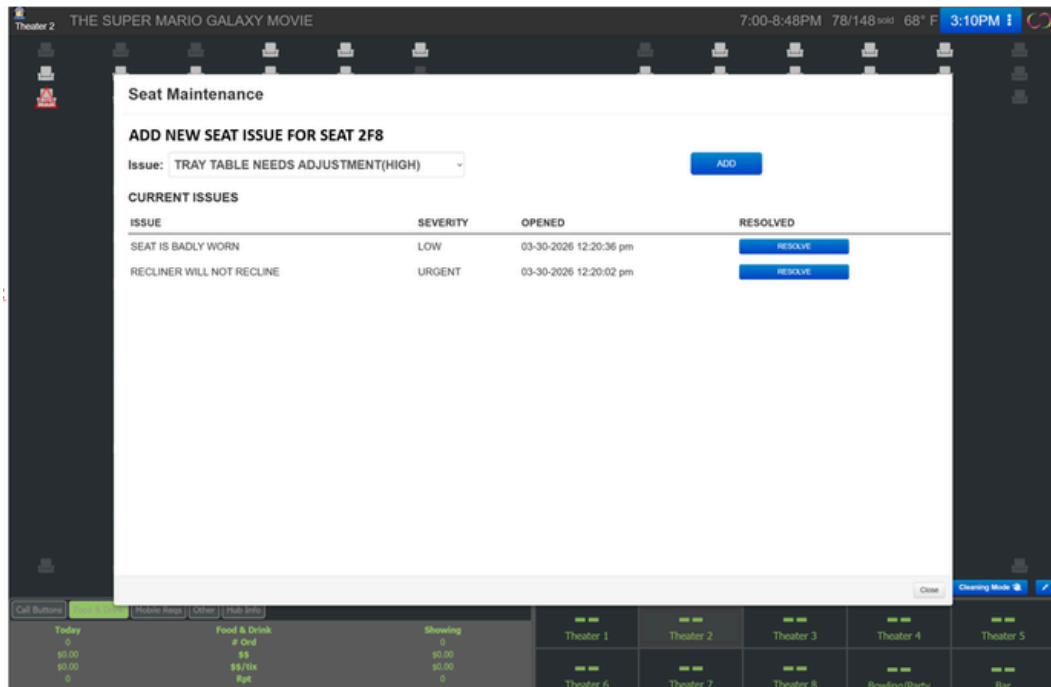 Theater 2 THE SUPER MARIO GALAXY MOVIE 7:00-8:48PM 78/148 sold 68° F 3:10PM
Seat Maintenance
ADD NEW SEAT ISSUE FOR SEAT 2F8
Issue: TRAY TABLE NEEDS ADJUSTMENT(HIGH) ADD
CURRENT ISSUES
ISSUE SEVERITY OPENED RESOLVED
SEAT IS BADLY WORN LOW 03-30-2026 12:20:36 pm RESOLVE
RECLINER WILL NOT RECLINE URGENT 03-30-2026 12:20:02 pm RESOLVE
Close Cleaning Mode
Call Buttons Food & Drink Mobile Reqs Other Hub Info
Today Food & Drink Showing
0 # Ord 0
$0.00 $$ $0.00
$0.00 $$/tix $0.00
0 Rpt 0
-- -- -- -- --
Theater 1 Theater 2 Theater 3 Theater 4 Theater 5
-- -- -- -- --
Theater 6 Theater 7 Theater 8 Bowling/Party Bar